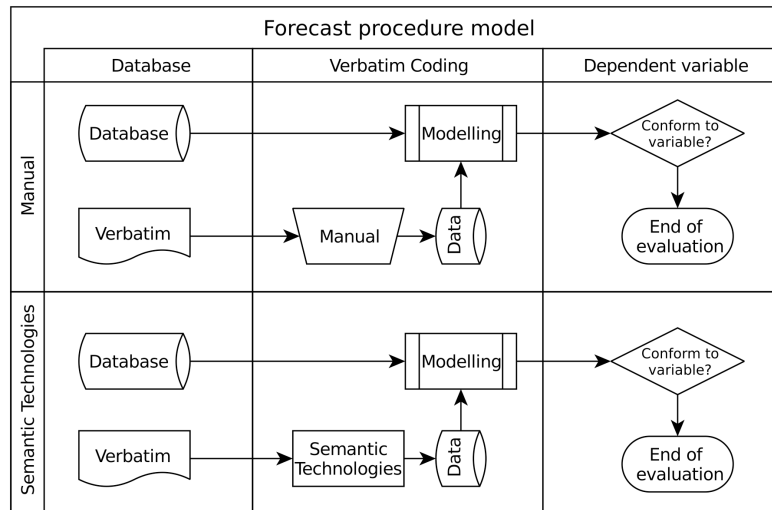 Forecast procedure model
Database
Verbatim Coding
Dependent variable
Manual
Database
Modelling
Conform to
variable?
Verbatim
Manual
Data
End of
evaluation
Semantic Technologies
Database
Modelling
Conform to
variable?
Verbatim
Semantic
Technologies
Data
End of
evaluation